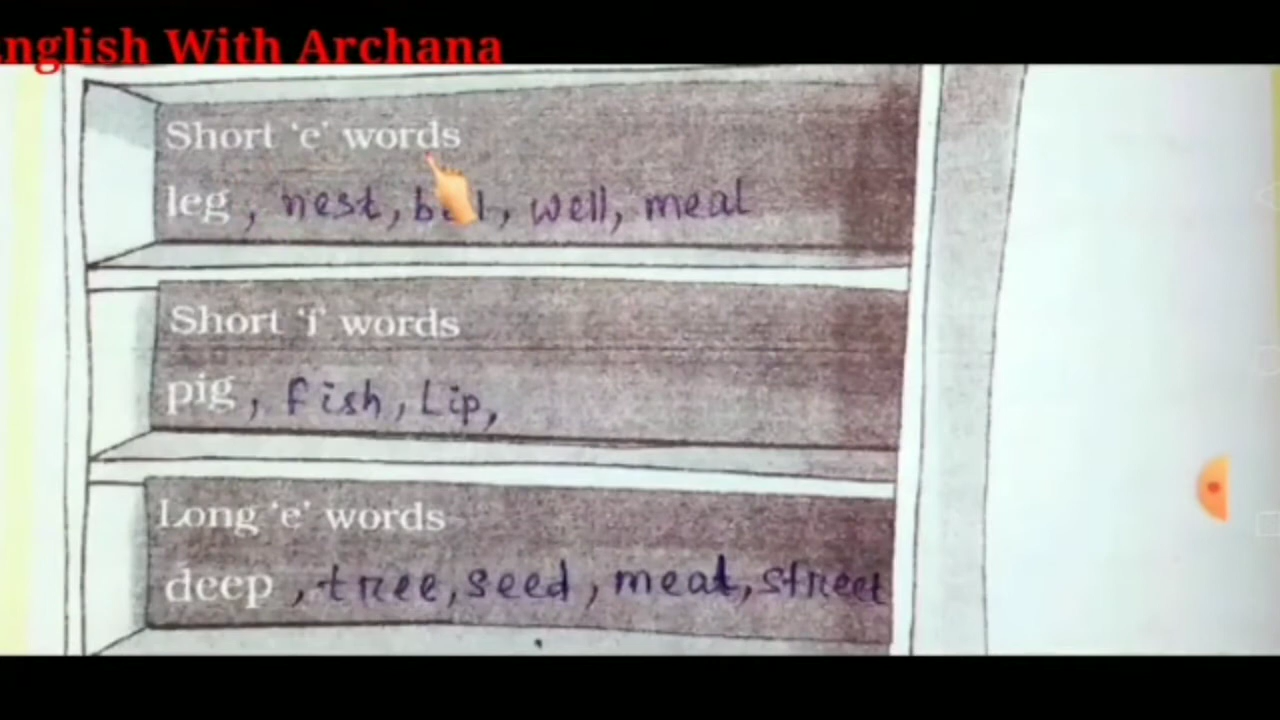 nglish With Archana
Short 'e' words
leg, nest, well, meal
Short 'i' words
pig, fish, Lip,
Long 'e' words
deep, tree, seed, meat, street